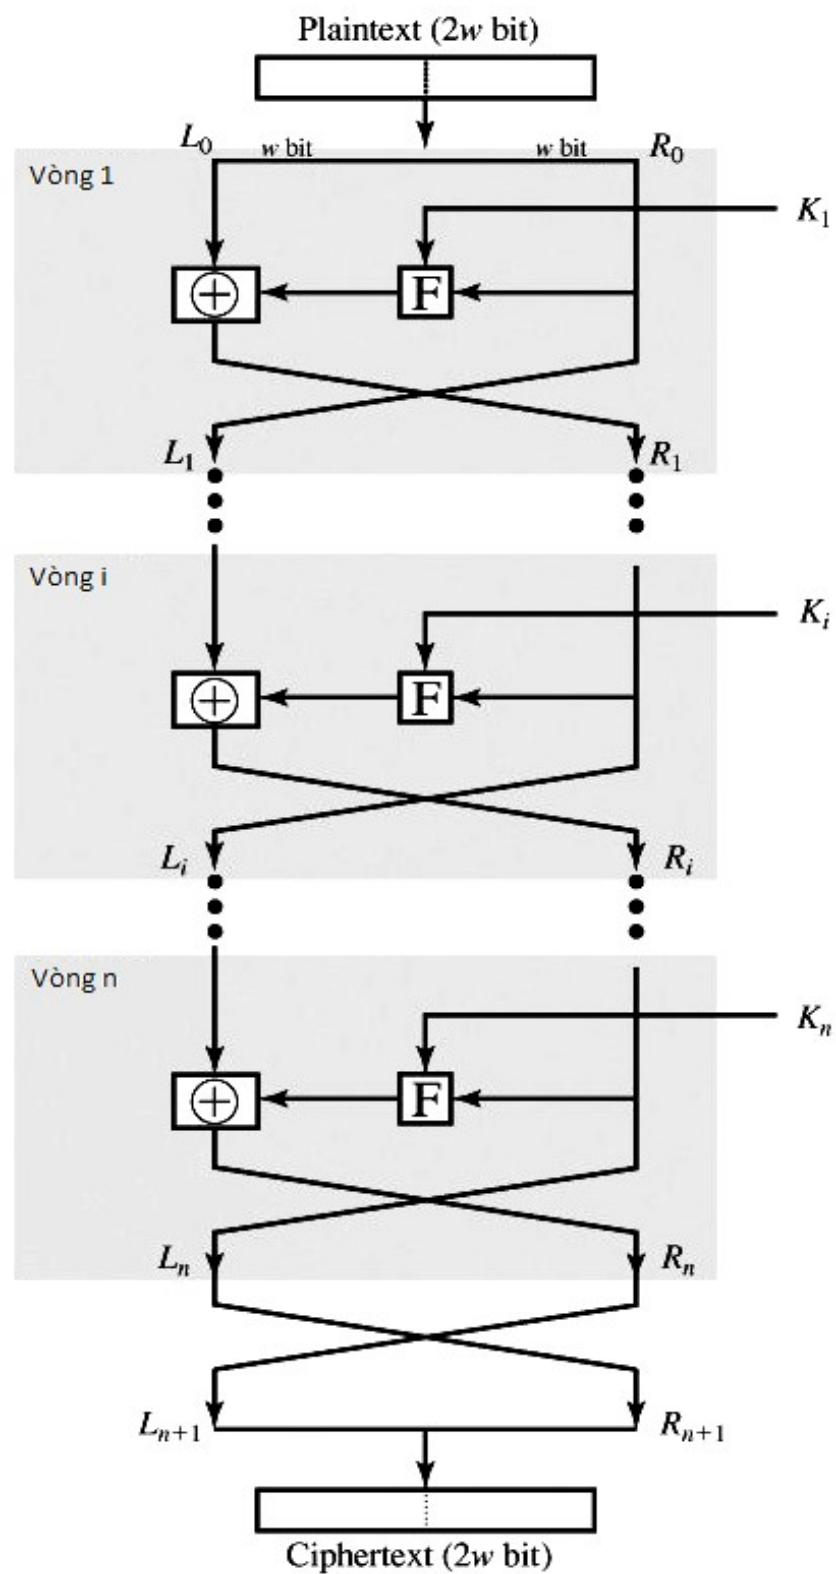 Plaintext (2w bit)
L₀ w bit w bit R₀
Vòng 1
K₁
⊕ F
L₁ R₁
Vòng i
Kᵢ
⊕ F
Lᵢ Rᵢ
Vòng n
Kₙ
⊕ F
Lₙ Rₙ
Lₙ₊₁ Rₙ₊₁
Ciphertext (2w bit)